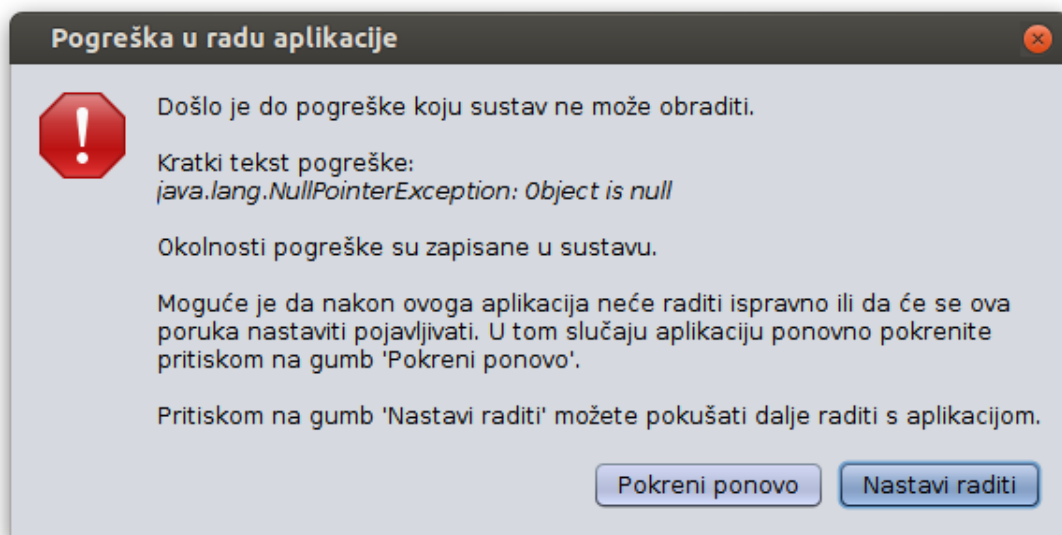 Pogreška u radu aplikacije
Došlo je do pogreške koju sustav ne može obraditi.
Kratki tekst pogreške:
java.lang.NullPointerException: Object is null
Okolnosti pogreške su zapisane u sustavu.
Moguće je da nakon ovoga aplikacija neće raditi ispravno ili da će se ova
poruka nastaviti pojavljivati. U tom slučaju aplikaciju ponovno pokrenite
pritiskom na gumb 'Pokreni ponovo'.
Pritiskom na gumb 'Nastavi raditi' možete pokušati dalje raditi s aplikacijom.
Pokreni ponovo
Nastavi raditi